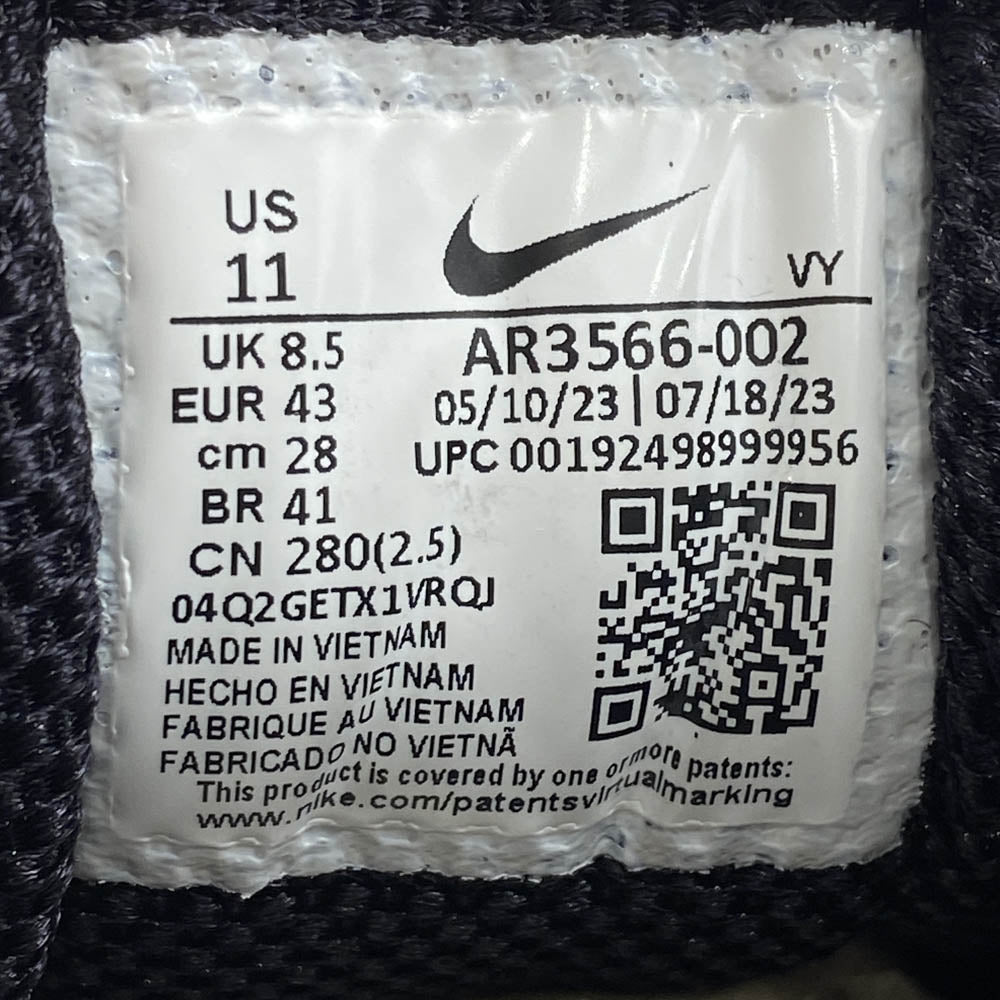 US
11
VY
UK 8.5
EUR 43
cm 28
BR 41
CN 280(2.5)
AR3566-002
05/10/23 | 07/18/23
UPC 00192498999956
04Q2GETX1VRQJ
MADE IN VIETNAM
HECHO EN VIETNAM
FABRIQUE AU VIETNAM
FABRICADO NO VIETNÃ
This product is covered by one or more patents:
www.nike.com/patentsvirtualmarking